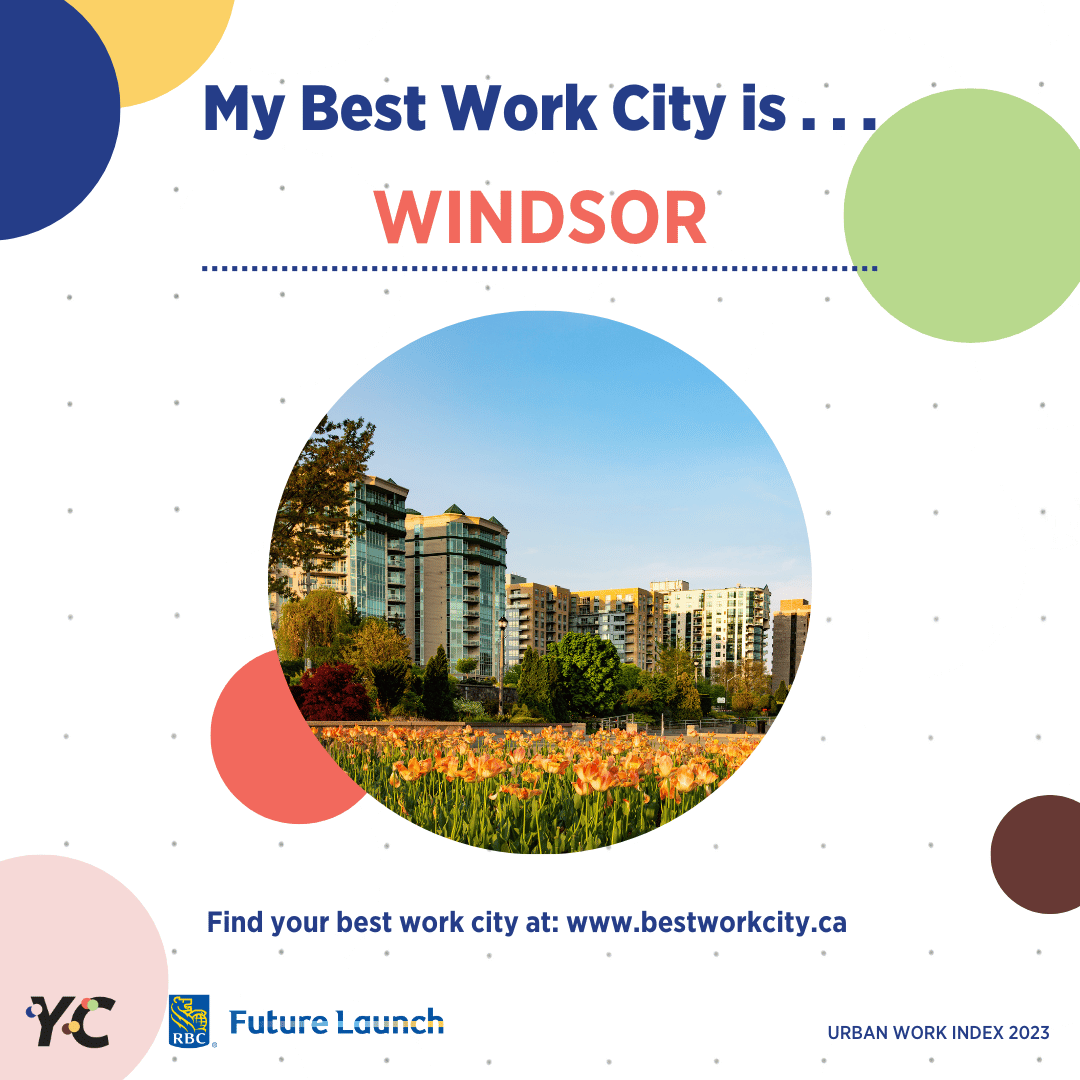 My Best Work City is . . .
WINDSOR
Find your best work city at: www.bestworkcity.ca
YC
RBC
®
Future Launch
URBAN WORK INDEX 2023